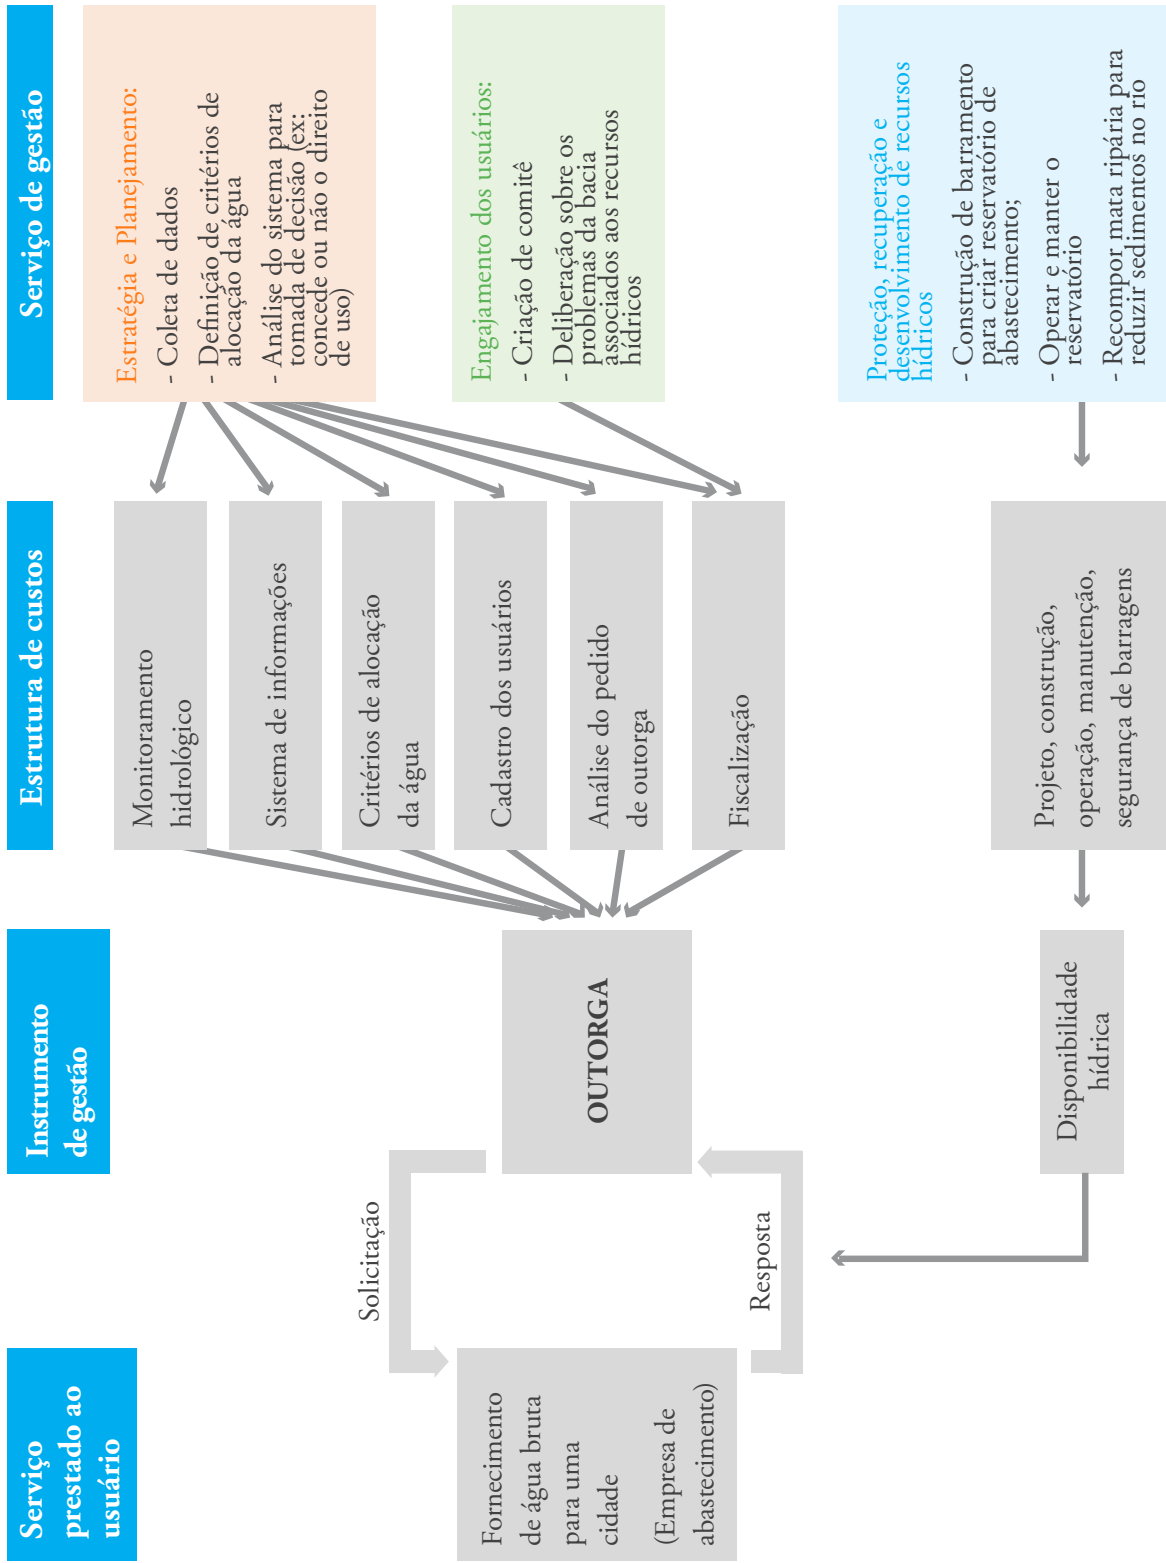 Serviço
prestado ao
usuário
Instrumento
de gestão
Estrutura de custos
Serviço de gestão
Fornecimento
de água bruta
para uma
cidade
(Empresa de
abastecimento)
Solicitação
Resposta
OUTORGA
Disponibilidade
hídrica
Monitoramento
hidrológico
Sistema de informações
Critérios de alocação
da água
Cadastro dos usuários
Análise do pedido
de outorga
Fiscalização
Projeto, construção,
operação, manutenção,
segurança de barragens
Estratégia e Planejamento:
- Coleta de dados
- Definição de critérios de
alocação da água
- Análise do sistema para
tomada de decisão (ex:
concede ou não o direito
de uso)
Engajamento dos usuários:
- Criação de comitê
- Deliberação sobre os
problemas da bacia
associados aos recursos
hídricos
Proteção, recuperação e
desenvolvimento de recursos
hídricos
- Construção de barramento
para criar reservatório de
abastecimento;
- Operar e manter o
reservatório
- Recompor mata ripária para
reduzir sedimentos no rio